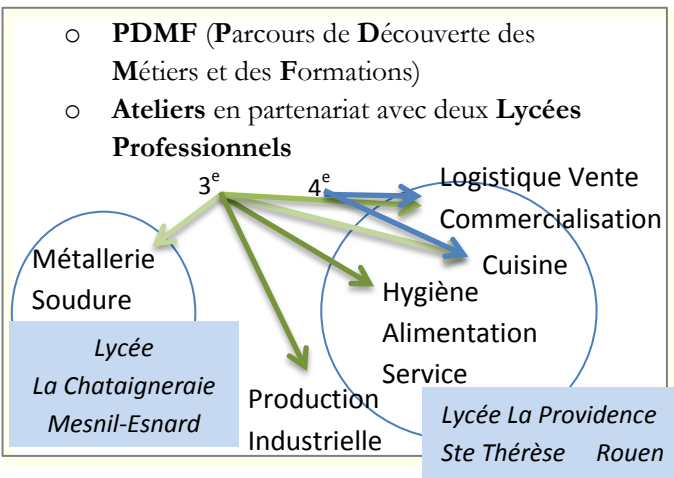 o PDMF (Parcours de Découverte des
Métiers et des Formations)
o Ateliers en partenariat avec deux Lycées
Professionnels
3e
4e
Logistique Vente
Commercialisation
Cuisine
Hygiène
Alimentation
Service
Métallerie
Soudure
Lycée
La Chataigneraie
Mesnil-Esnard
Production
Industrielle
Lycée La Providence
Ste Thérèse Rouen